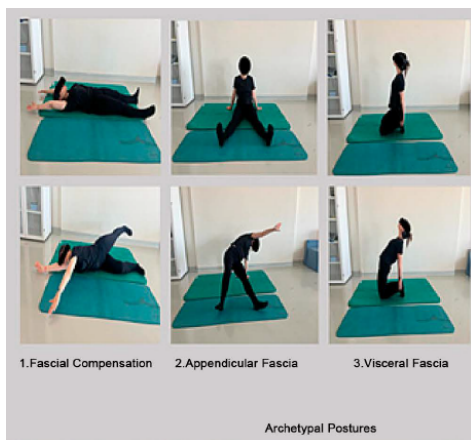 1.Fascial Compensation
2.Appendicular Fascia
3.Visceral Fascia
Archetypal Postures